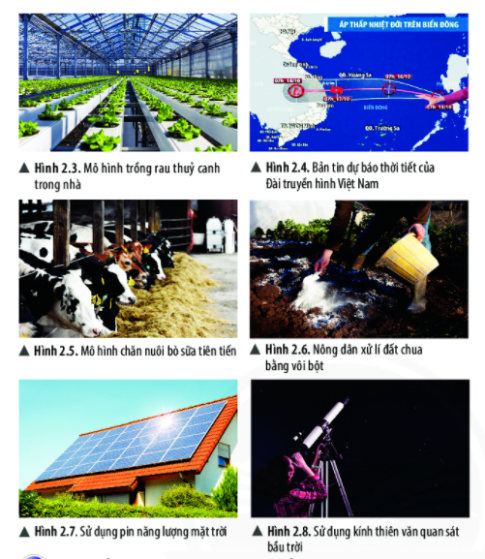 ÁP THẤP NHIỆT ĐỚI TRÊN BIỂN ĐÔNG
QĐ. Hoàng Sa
BIỂN ĐÔNG
QĐ. Trường Sa
▲ Hình 2.3. Mô hình trồng rau thuỷ canh
trong nhà
▲ Hình 2.4. Bản tin dự báo thời tiết của
Đài truyền hình Việt Nam
▲ Hình 2.5. Mô hình chăn nuôi bò sữa tiên tiến
▲ Hình 2.6. Nông dân xử lí đất chua
bằng vôi bột
▲ Hình 2.7. Sử dụng pin năng lượng mặt trời
▲ Hình 2.8. Sử dụng kính thiên văn quan sát
bầu trời